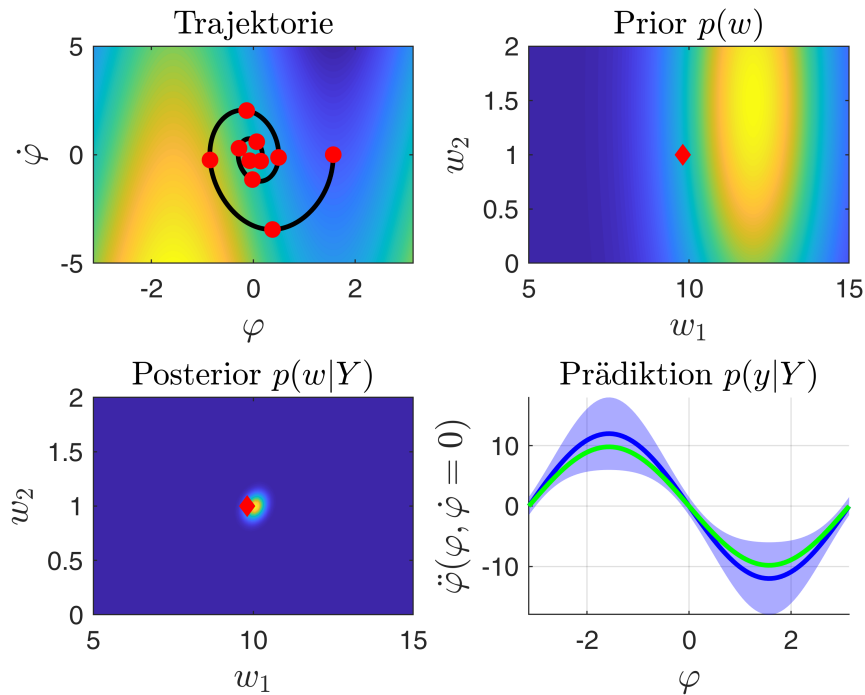 Trajektorie
5
0
-5
φ̇
-2
0
2
φ
Prior p(w)
2
1.5
1
0.5
0
w₂
5
10
15
w₁
Posterior p(w|Y)
2
1.5
1
0.5
0
w₂
5
10
15
w₁
Prädiktion p(y|Y)
10
0
-10
φ̈(φ, φ̇ = 0)
-2
0
2
φ